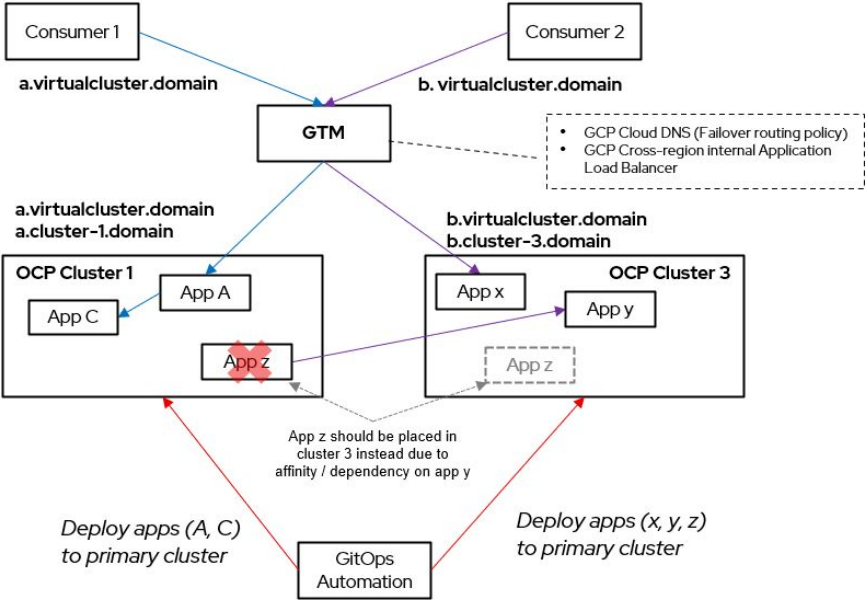 Consumer 1
Consumer 2
a.virtualcluster.domain
b. virtualcluster.domain
GTM
• GCP Cloud DNS (Failover routing policy)
• GCP Cross-region internal Application
Load Balancer
a.virtualcluster.domain
a.cluster-1.domain
b.virtualcluster.domain
b.cluster-3.domain
OCP Cluster 1
OCP Cluster 3
App A
App C
App z
App x
App y
App z
App z should be placed in
cluster 3 instead due to
affinity / dependency on app y
Deploy apps (A, C)
to primary cluster
Deploy apps (x, y, z)
to primary cluster
GitOps
Automation